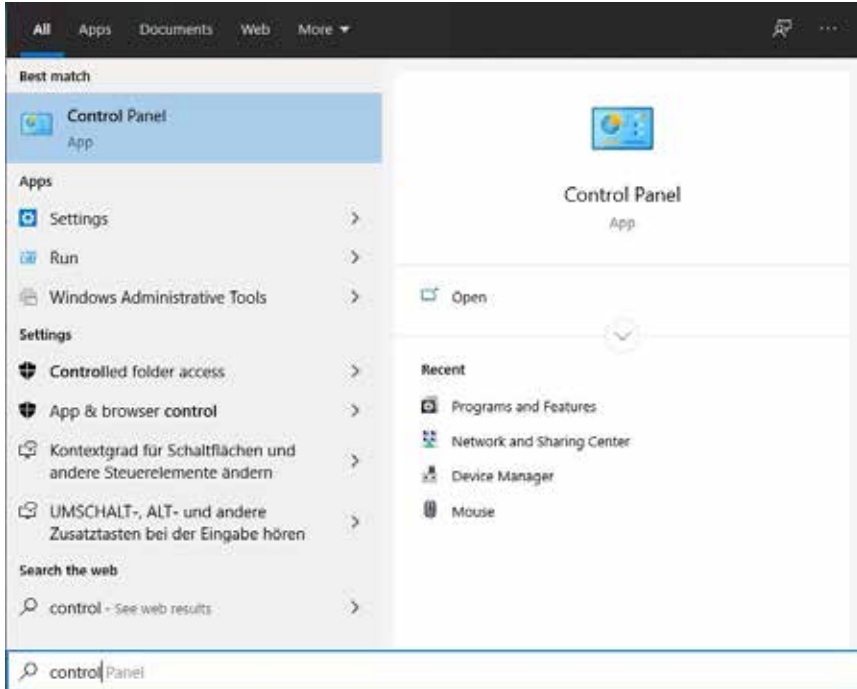 All Apps Documents Web More
Best match
Control Panel
App
Apps
Settings
Run
Windows Administrative Tools
Settings
Controlled folder access
App & browser control
Kontextgrad für Schaltflächen und
andere Steuerelemente ändern
UMSCHALT-, ALT- und andere
Zusatztasten bei der Eingabe hören
Search the web
control - See web results
Control Panel
App
Open
Recent
Programs and Features
Network and Sharing Center
Device Manager
Mouse
control Panel